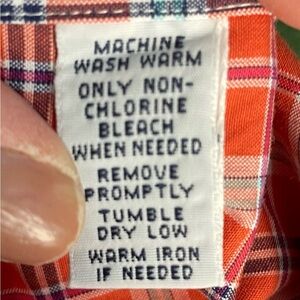 MACHINE
WASH WARM
ONLY NON-
CHLORINE
BLEACH
WHEN NEEDED
REMOVE
PROMPTLY
TUMBLE
DRY LOW
WARM IRON
IF NEEDED